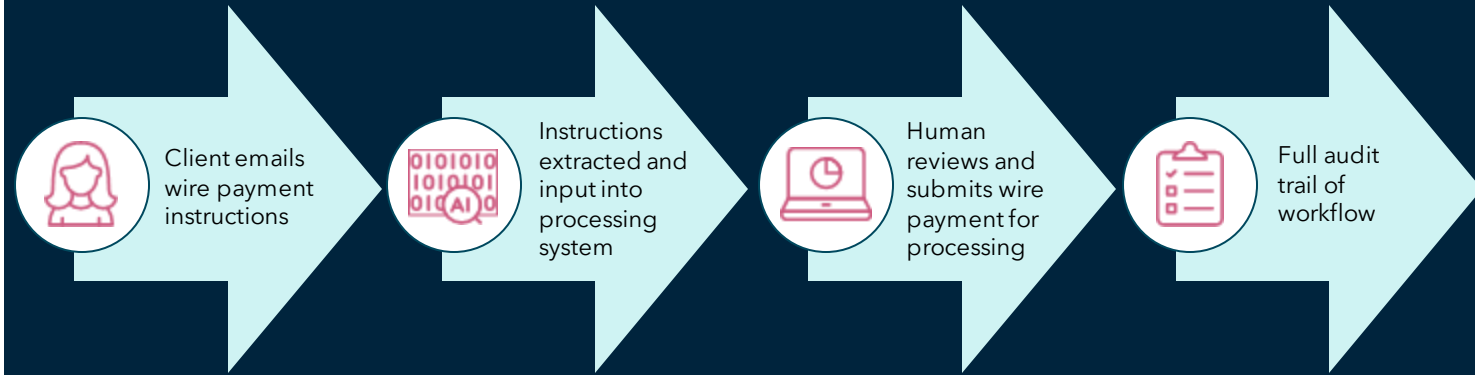 Client emails
wire payment
instructions
0101010
1010101
010
AI
0
Instructions
extracted and
input into
processing
system
Human
reviews and
submits wire
payment for
processing
Full audit
trail of
workflow